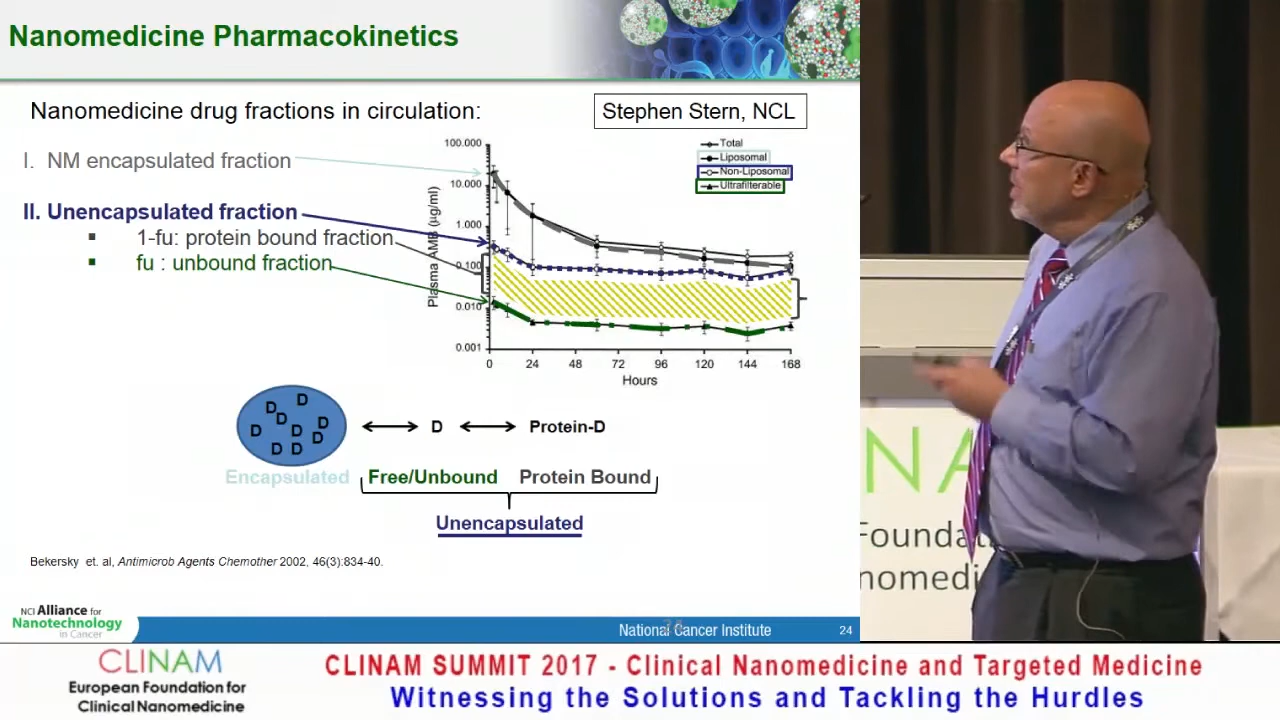 Nanomedicine Pharmacokinetics
Nanomedicine drug fractions in circulation:
Stephen Stern, NCL
I. NM encapsulated fraction
II. Unencapsulated fraction
▪ 1-fu: protein bound fraction
▪ fu : unbound fraction
Plasma AMB (µg/ml)
100.000
10.000
1.000
0.100
0.010
0.001
Total
Liposomal
Non-Liposomal
Ultrafilterable
0 24 48 72 96 120 144 168
Hours
D D D D D D D D D
D
Protein-D
Encapsulated
Free/Unbound
Protein Bound
Unencapsulated
Bekersky et. al, Antimicrob Agents Chemother 2002, 46(3):834-40.
NCI Alliance for
Nanotechnology
in Cancer
National Cancer Institute
24
NA
Founda
nomedi
CLINAM
European Foundation for
Clinical Nanomedicine
CLINAM SUMMIT 2017 - Clinical Nanomedicine and Targeted Medicine
Witnessing the Solutions and Tackling the Hurdles